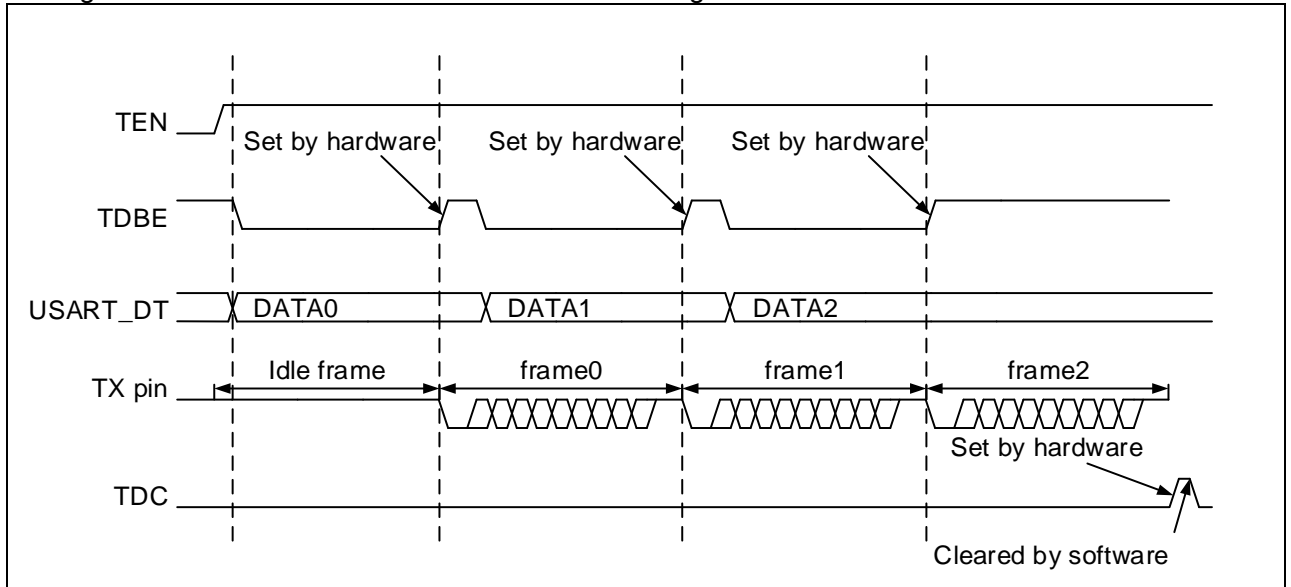 TEN
Set by hardware Set by hardware Set by hardware
TDBE
USART_DT DATA0 DATA1 DATA2
Idle frame frame0 frame1 frame2
TX pin
Set by hardware
TDC
Cleared by software